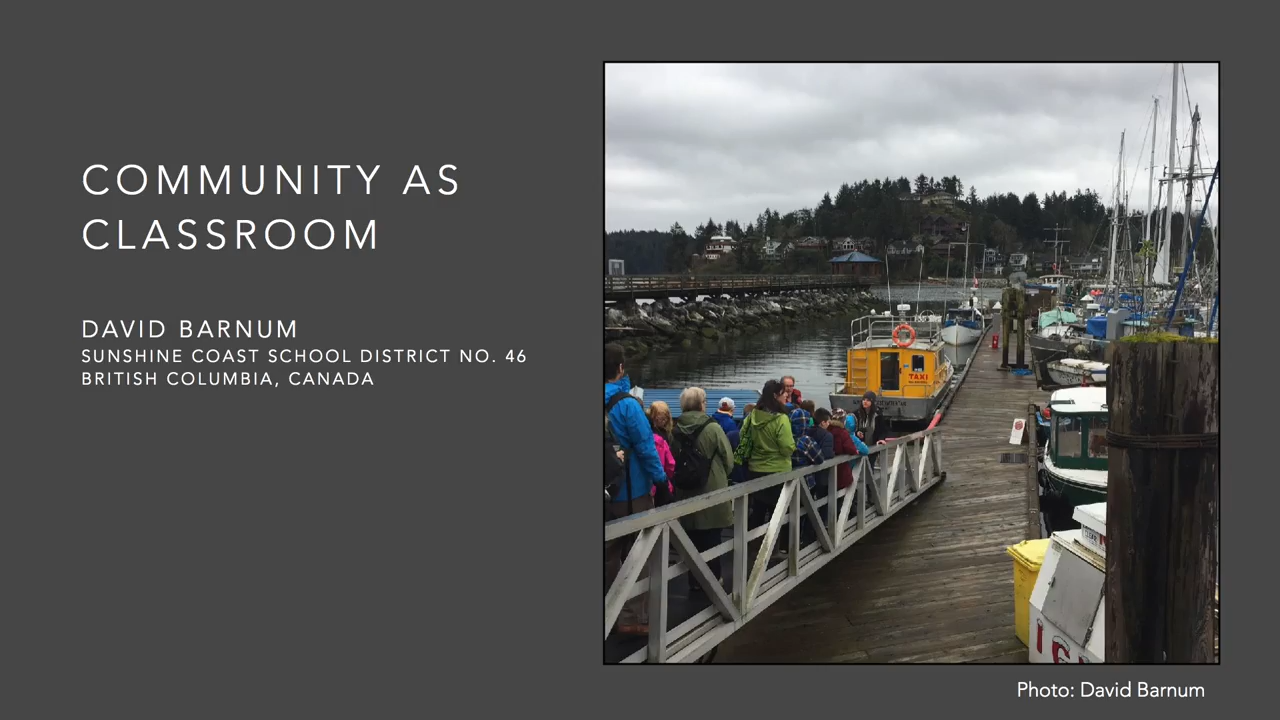 COMMUNITY AS
CLASSROOM
DAVID BARNUM
SUNSHINE COAST SCHOOL DISTRICT NO. 46
BRITISH COLUMBIA, CANADA
TAXI
Photo: David Barnum